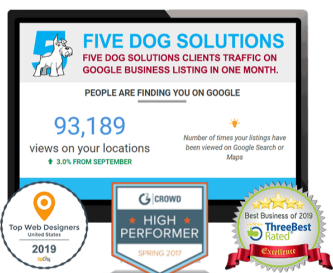 FIVE DOG SOLUTIONS
FIVE DOG SOLUTIONS CLIENTS TRAFFIC ON
GOOGLE BUSINESS LISTING IN ONE MONTH.
PEOPLE ARE FINDING YOU ON GOOGLE
93,189
views on your locations
3.0% FROM SEPTEMBER
Number of times your listings have
been viewed on Google Search or
Maps
Top Web Designers
United States
2019
G2 CROWD
HIGH
PERFORMER
SPRING 2017
Best Business of 2019
ThreeBest
Rated
Excellence